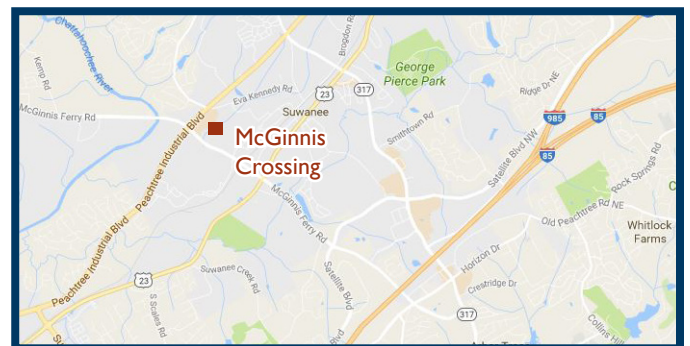 Chattahoochee
River
Kemp Rd
McGinnis Ferry Rd
Peachtree Industrial Blvd
Eva Kennedy Rd
Brogdon Rd
23
317
Suwanee
George
Pierce Park
Smithtown Rd
Ridge Dr NE
985
85
85
Satellite Blvd NW
Rock Springs Rd
Old Peachtree Rd NE
Whitlock
Farms
McGinnis
Crossing
McGinnis Ferry Rd
Peachtree Industrial Blvd
23
Suwanee Creek Rd
S Scales Rd
Satellite Blvd
Horizon Dr
Crestridge Dr
317
Collins Hill
Blvd